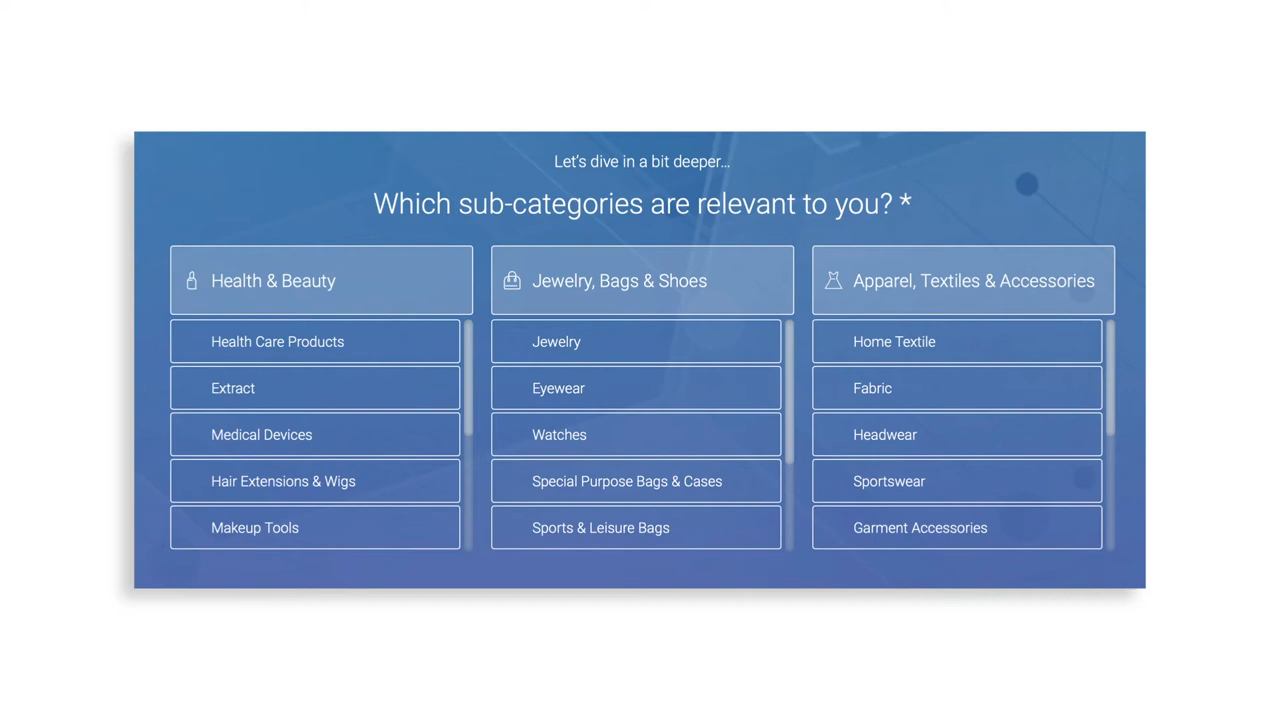 Let's dive in a bit deeper...
Which sub-categories are relevant to you? *
Health & Beauty
Health Care Products
Extract
Medical Devices
Hair Extensions & Wigs
Makeup Tools
Jewelry, Bags & Shoes
Jewelry
Eyewear
Watches
Special Purpose Bags & Cases
Sports & Leisure Bags
Apparel, Textiles & Accessories
Home Textile
Fabric
Headwear
Sportswear
Garment Accessories